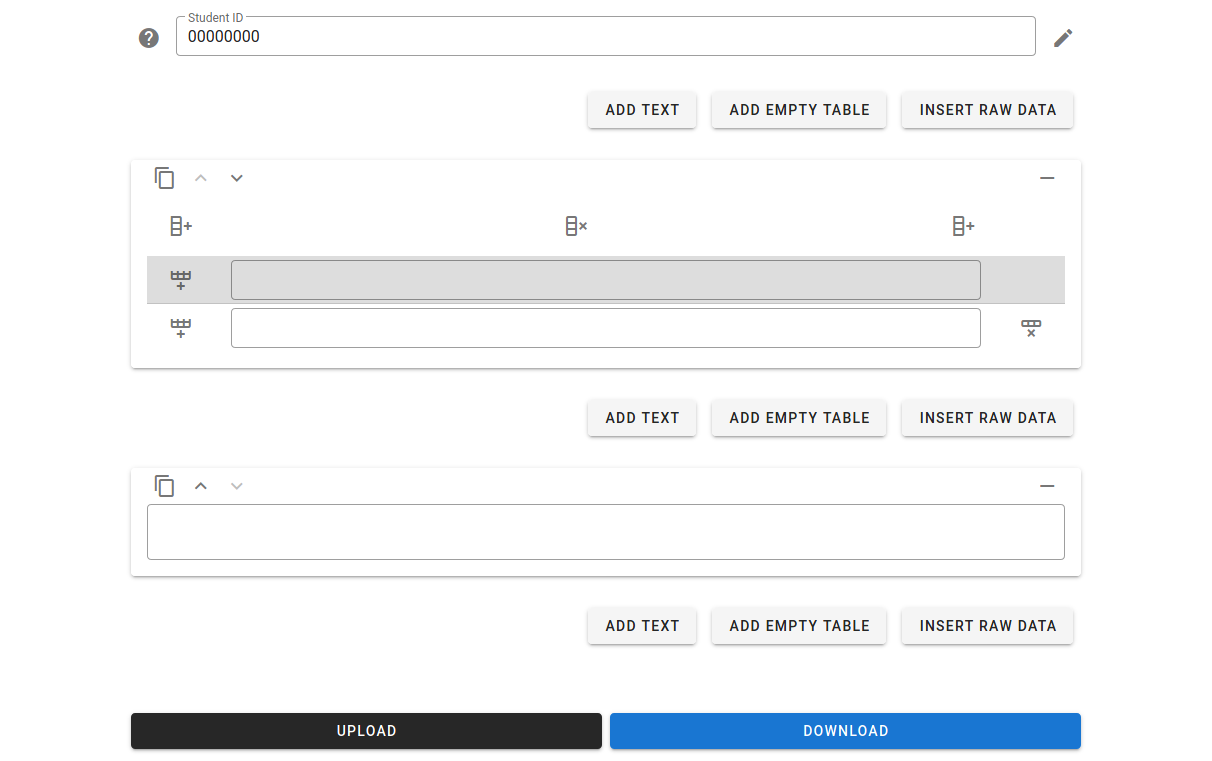 Student ID
00000000
ADD TEXT ADD EMPTY TABLE INSERT RAW DATA
ADD TEXT ADD EMPTY TABLE INSERT RAW DATA
ADD TEXT ADD EMPTY TABLE INSERT RAW DATA
UPLOAD DOWNLOAD